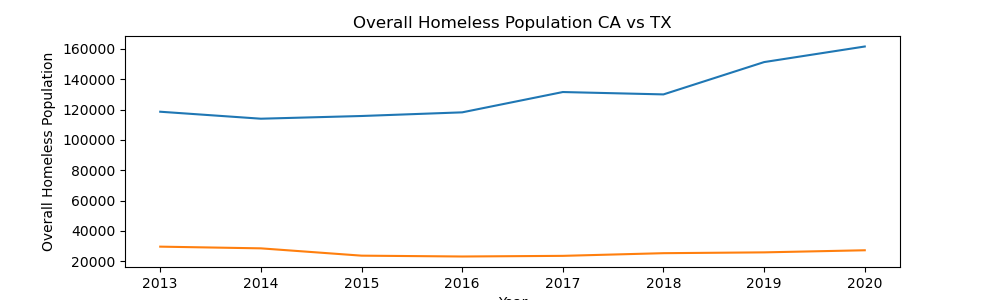 Overall Homeless Population CA vs TX
Overall Homeless Population
160000
140000
120000
100000
80000
60000
40000
20000
2013 2014 2015 2016 2017 2018 2019 2020
Year